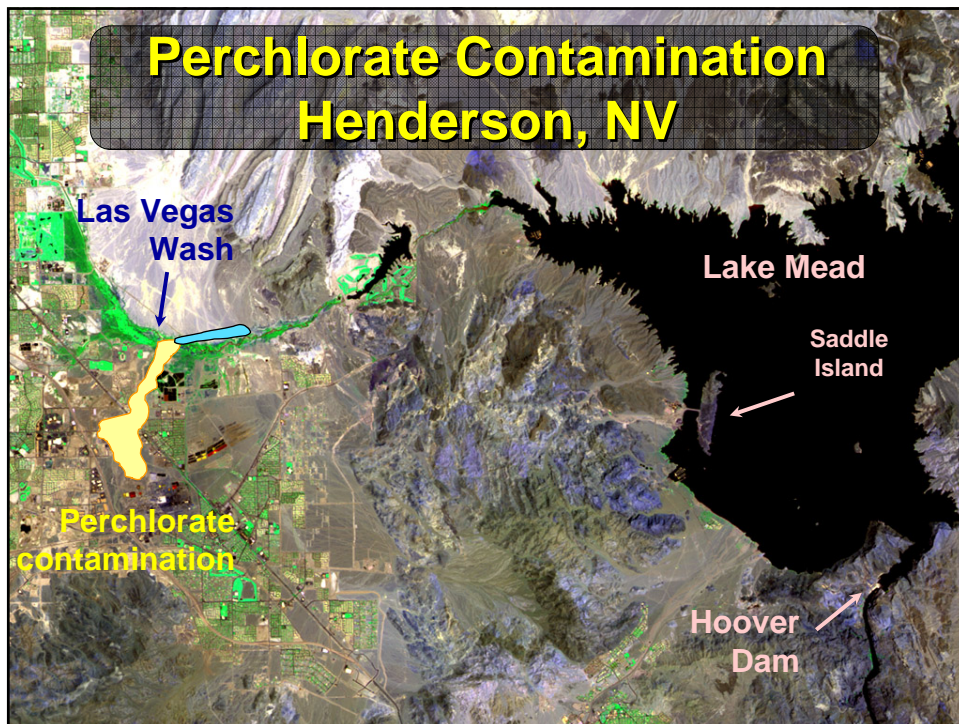 Perchlorate Contamination
Henderson, NV
Las Vegas
Wash
Lake Mead
Saddle
Island
Perchlorate
contamination
Hoover
Dam